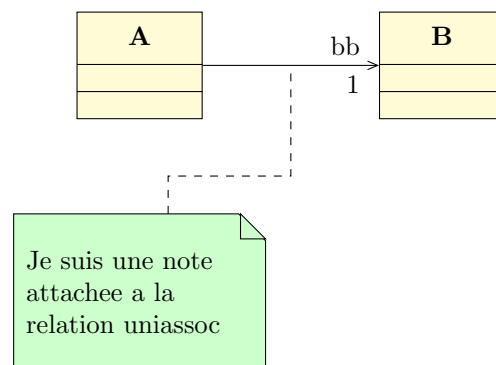 A
bb
B
1
Je suis une note
attachee a la
relation uniassoc